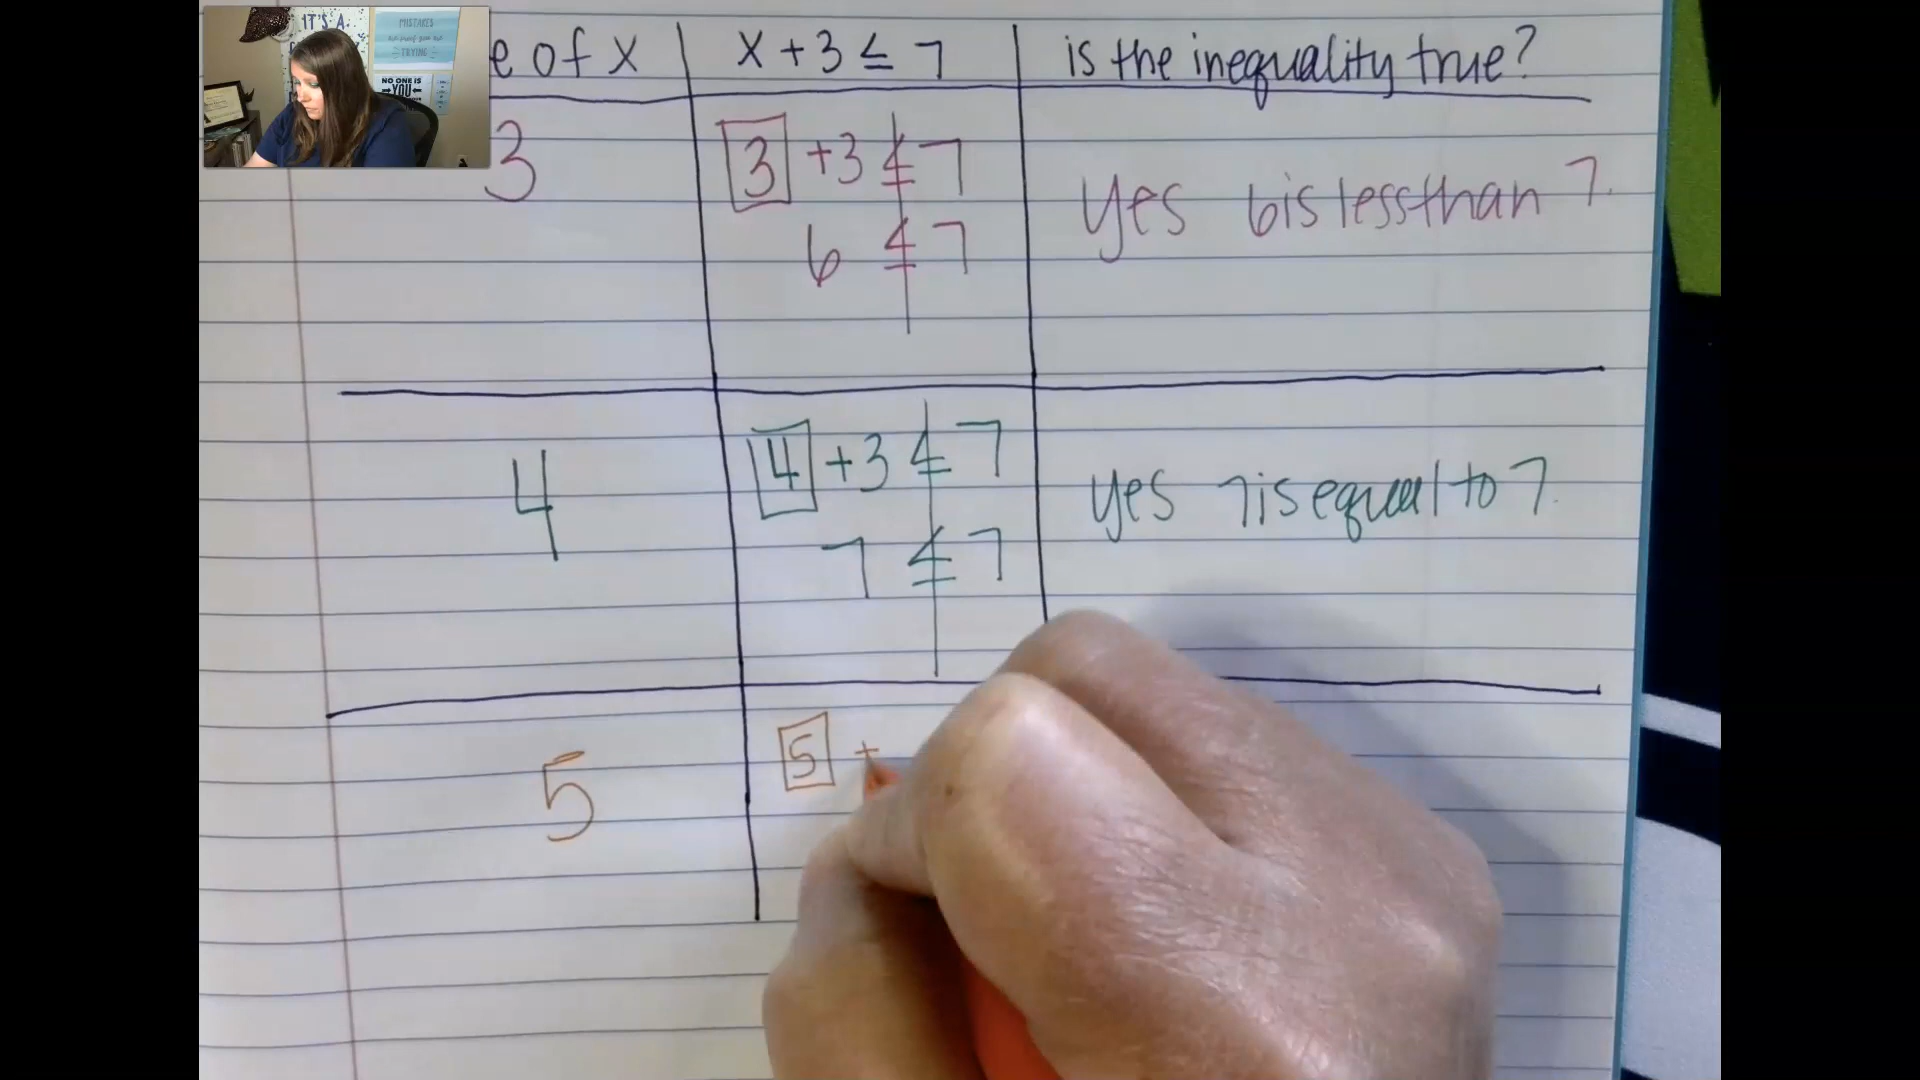 IT'S A
MISTAKES
TRYING
NO ONE IS
YOU
e of x
x + 3 ≤ 7
is the inequality true?
3
3 + 3 ≤ 7
6 ≤ 7
yes 6 is less than 7.
4
4 + 3 ≤ 7
7 ≤ 7
yes 7 is equal to 7.
5
5 +